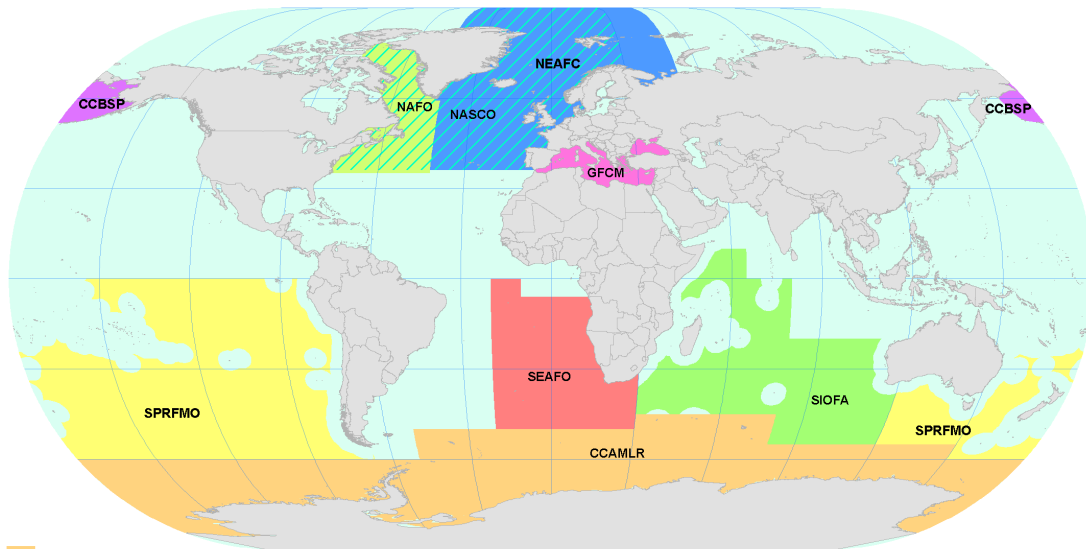 NEAFC
CCBSP
NAFO
NASCO
CCBSP
GFCM
SEAFO
SIOFA
SPRFMO
SPRFMO
CCAMLR